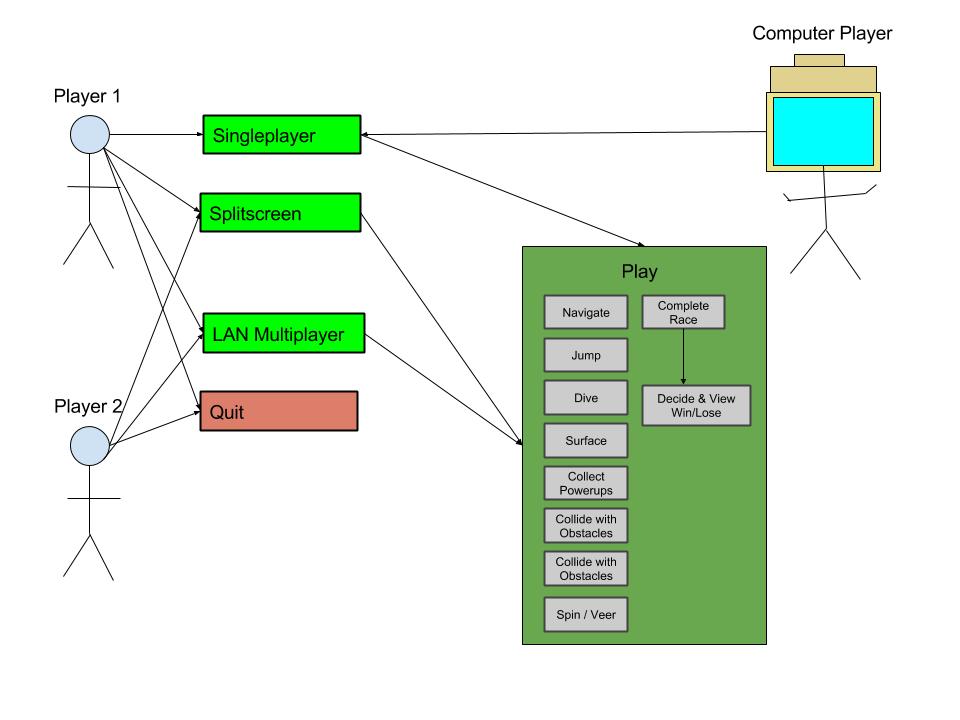 Computer Player
Player 1
Singleplayer
Splitscreen
LAN Multiplayer
Player 2
Quit
Play
Navigate
Jump
Dive
Surface
Collect
Powerups
Collide with
Obstacles
Collide with
Obstacles
Spin / Veer
Complete
Race
Decide & View
Win/Lose